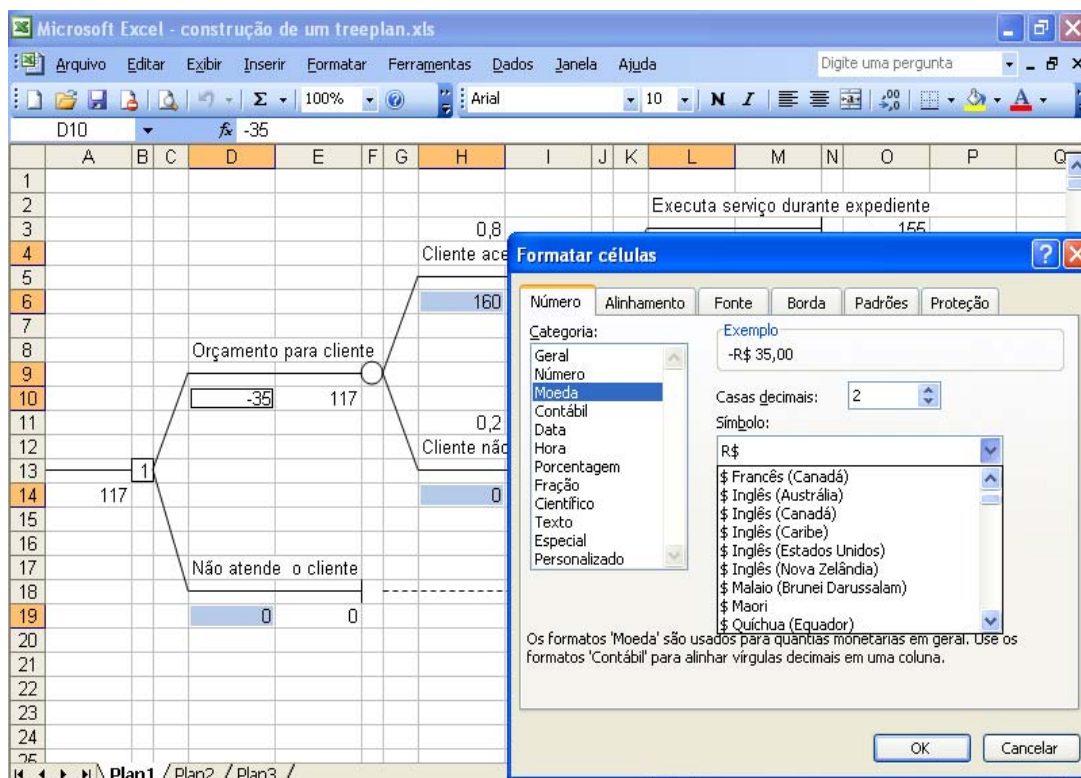 Microsoft Excel - construção de um treeplan.xls
Arquivo Editar Exibir Inserir Formatar Ferramentas Dados Janela Ajuda Digite uma pergunta
Σ 100% Arial 10 N I A
D10 fx -35
A B C D E F G H I J K L M N O P Q
1
2 Executa serviço durante expediente
3 0,8 155
4 Cliente ace
5
6 160
7
8 Orçamento para cliente
9
10 -35 117
11 0,2
12 Cliente não
13 1
14 117 0
15
16
17 Não atende o cliente
18
19 0 0
20
21
22
23
24
25
Plan1 / Plan2 / Plan3 /
Formatar células
Número Alinhamento Fonte Borda Padrões Proteção
Categoria:
Geral
Número
Moeda
Contábil
Data
Hora
Porcentagem
Fração
Científico
Texto
Especial
Personalizado
Exemplo
-R$ 35,00
Casas decimais: 2
Símbolo:
R$
$ Francês (Canadá)
$ Inglês (Austrália)
$ Inglês (Canadá)
$ Inglês (Caribe)
$ Inglês (Estados Unidos)
$ Inglês (Nova Zelândia)
$ Malaio (Brunei Darussalam)
$ Maori
$ Quíchua (Equador)
Os formatos 'Moeda' são usados para quantias monetárias em geral. Use os
formatos 'Contábil' para alinhar vírgulas decimais em uma coluna.
OK Cancelar